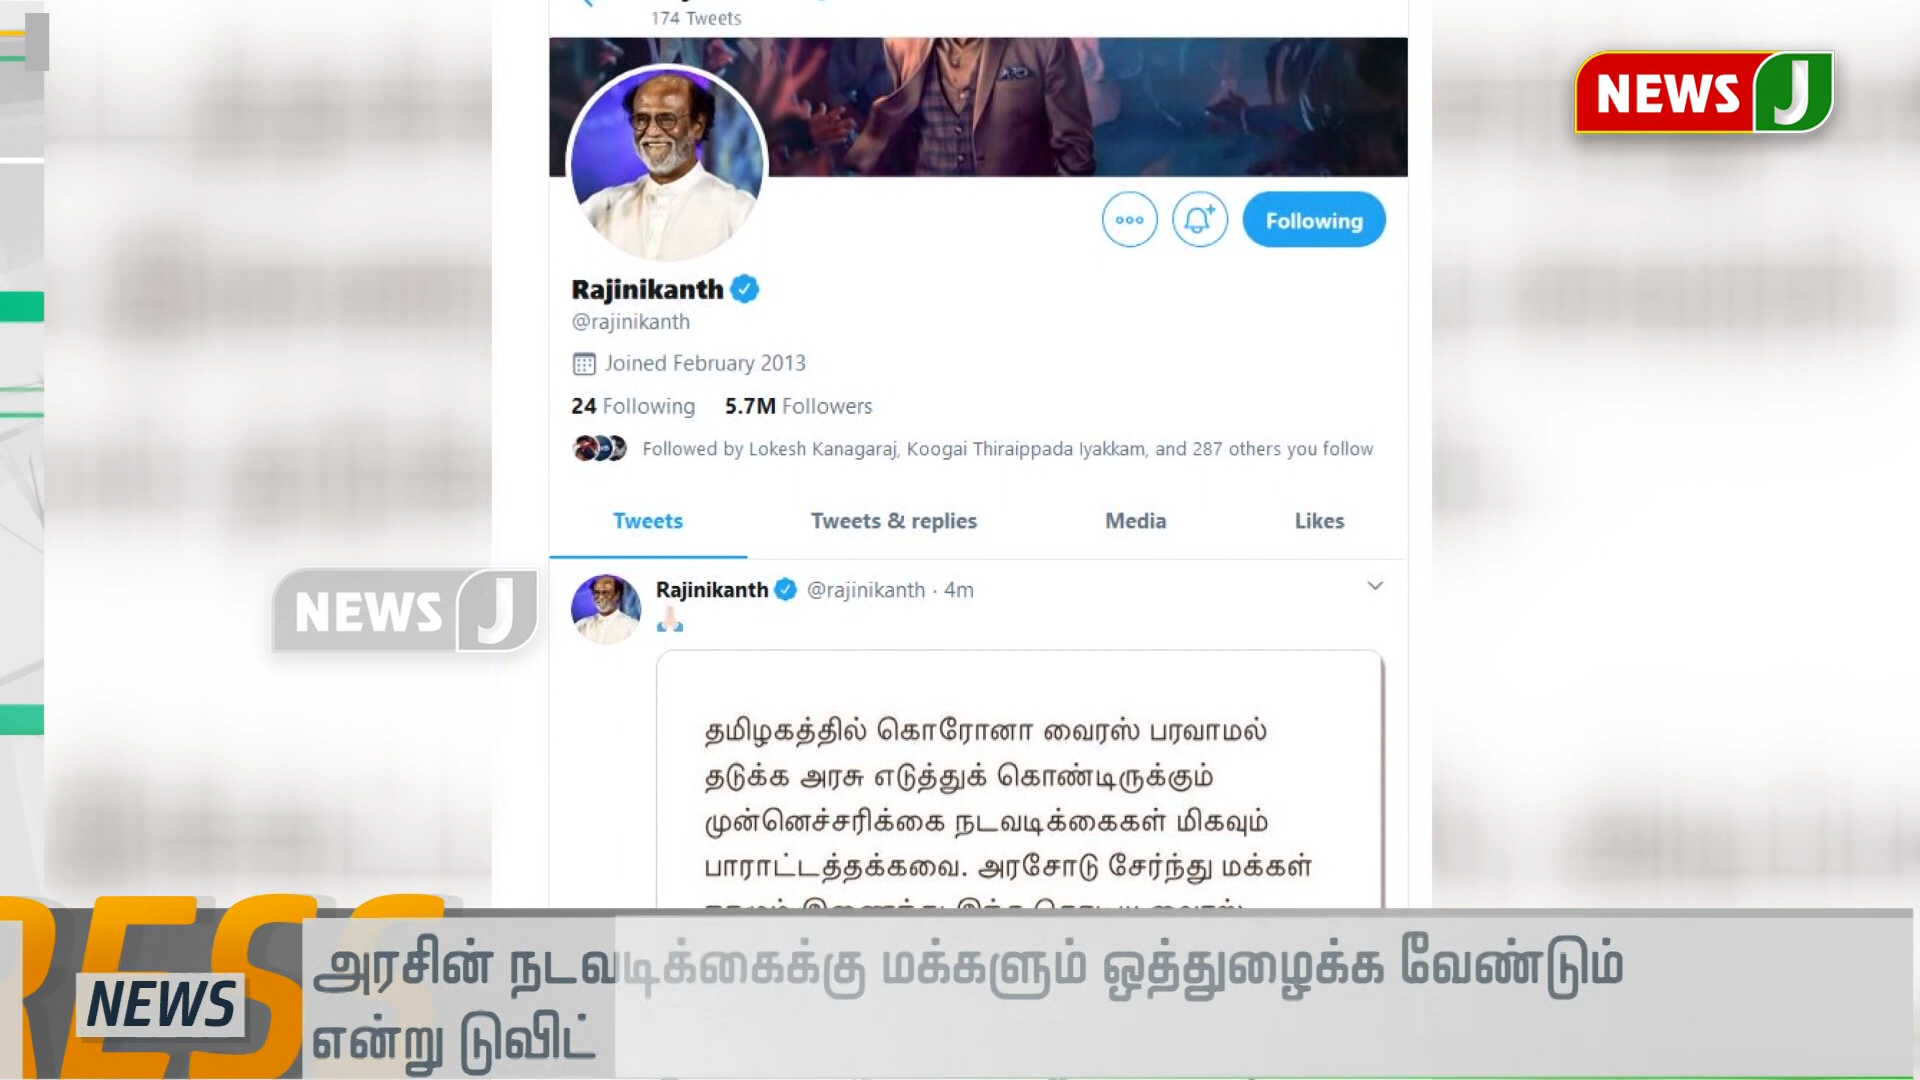 174 Tweets
NEWS J
Following
Rajinikanth
@rajinikanth
Joined February 2013
24 Following 5.7M Followers
Followed by Lokesh Kanagaraj, Koogai Thiraippada Iyakkam, and 287 others you follow
Tweets Tweets & replies Media Likes
Rajinikanth @rajinikanth · 4m
NEWS J
தமிழகத்தில் கொரோனா வைரஸ் பரவாமல்
தடுக்க அரசு எடுத்துக் கொண்டிருக்கும்
முன்னெச்சரிக்கை நடவடிக்கைகள் மிகவும்
பாராட்டத்தக்கவை. அரசோடு சேர்ந்து மக்கள்
NEWS
அரசின் நடவடிக்கைக்கு மக்களும் ஒத்துழைக்க வேண்டும்
என்று டுவிட்